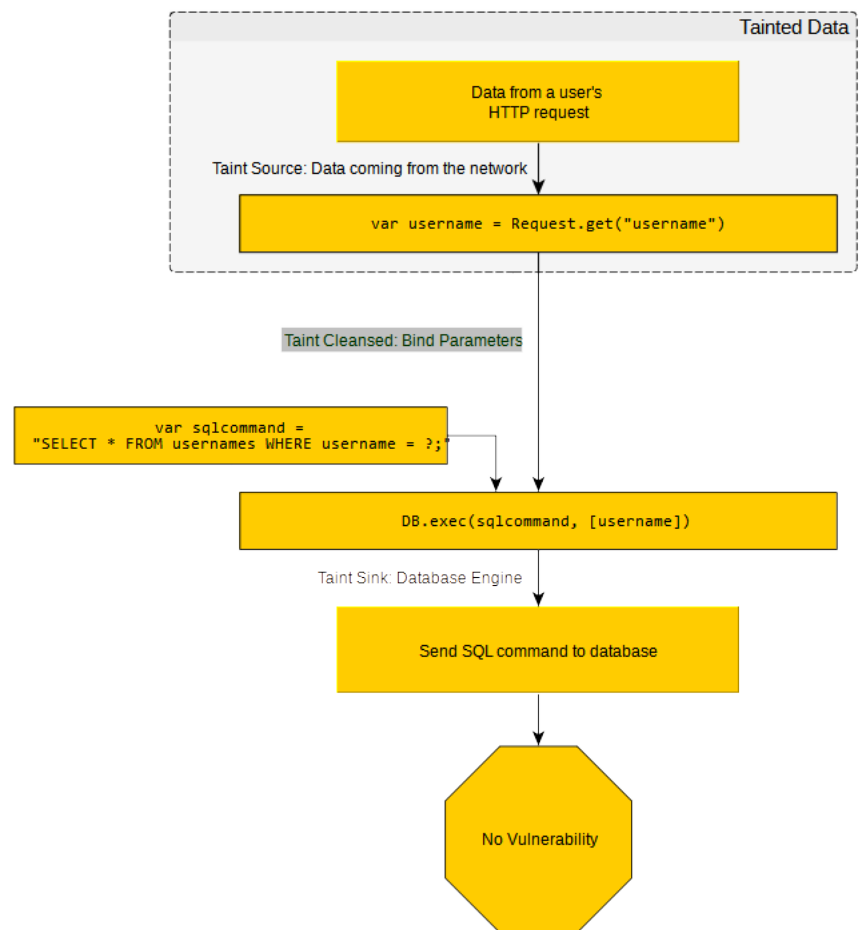 Tainted Data
Data from a user's
HTTP request
Taint Source: Data coming from the network
var username = Request.get("username")
Taint Cleansed: Bind Parameters
var sqlcommand =
"SELECT * FROM usernames WHERE username = ?;"
DB.exec(sqlcommand, [username])
Taint Sink: Database Engine
Send SQL command to database
No Vulnerability